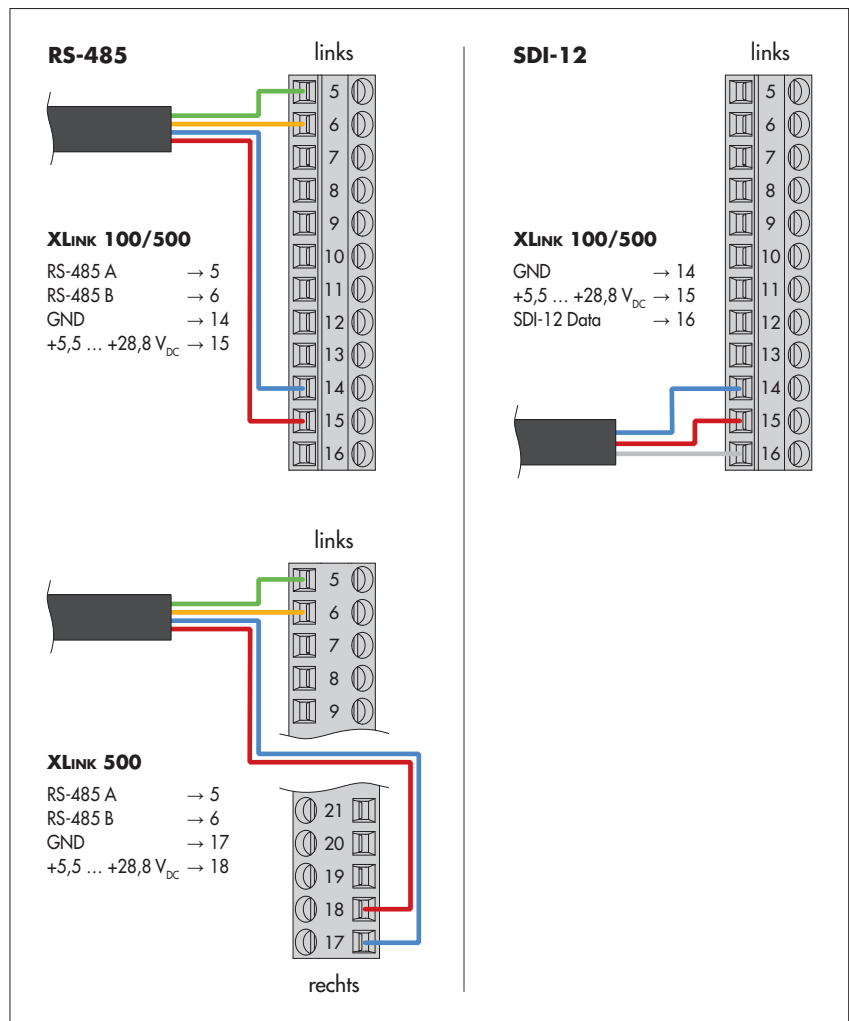 RS-485
links
5
6
7
8
9
10
11
12
13
14
15
16
XLINK 100/500
RS-485 A → 5
RS-485 B → 6
GND → 14
+5,5 ... +28,8 V_DC → 15
links
5
6
7
8
9
XLINK 500
RS-485 A → 5
RS-485 B → 6
GND → 17
+5,5 ... +28,8 V_DC → 18
21
20
19
18
17
rechts
SDI-12
links
5
6
7
8
9
10
11
12
13
14
15
16
XLINK 100/500
GND → 14
+5,5 ... +28,8 V_DC → 15
SDI-12 Data → 16